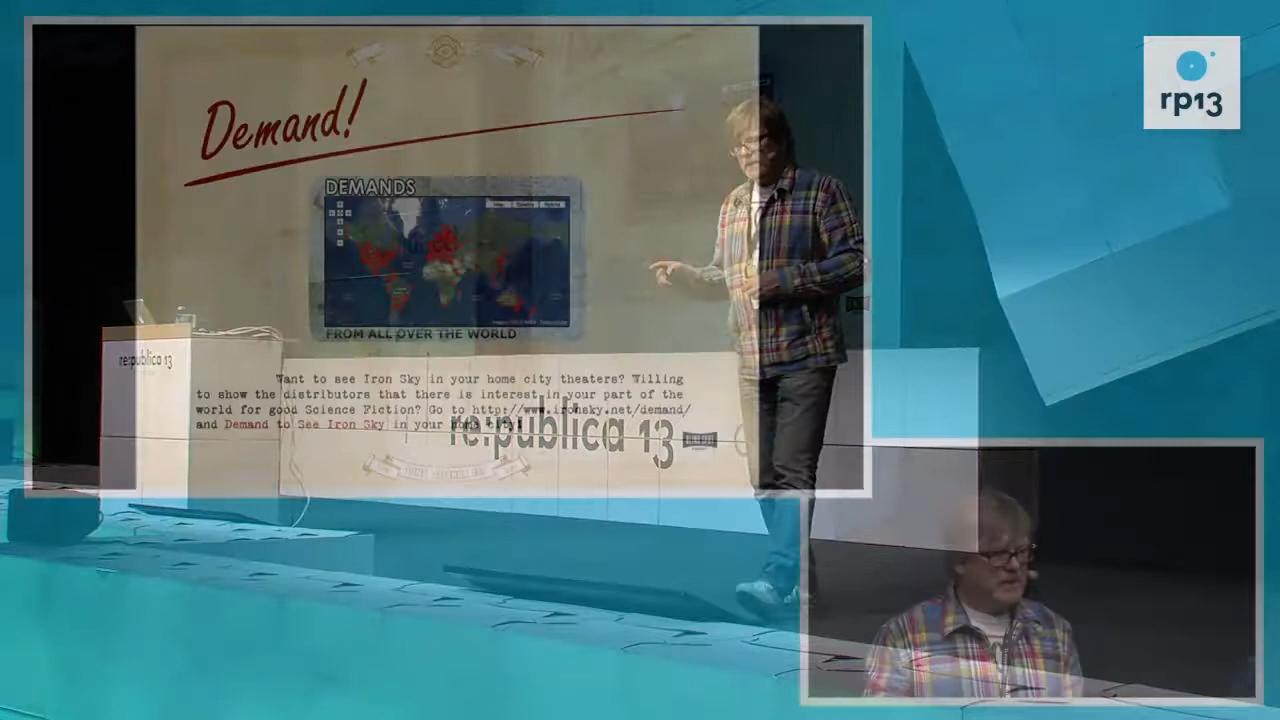 rp13
Demand!
DEMANDS
FROM ALL OVER THE WORLD
re:publica 13
Want to see Iron Sky in your home city theaters? Willing
to show the distributors that there is interest in your part of the
world for good Science Fiction? Go to http://www.ironsky.net/demand/
and Demand to See Iron Sky in your home city!
re:publica 13